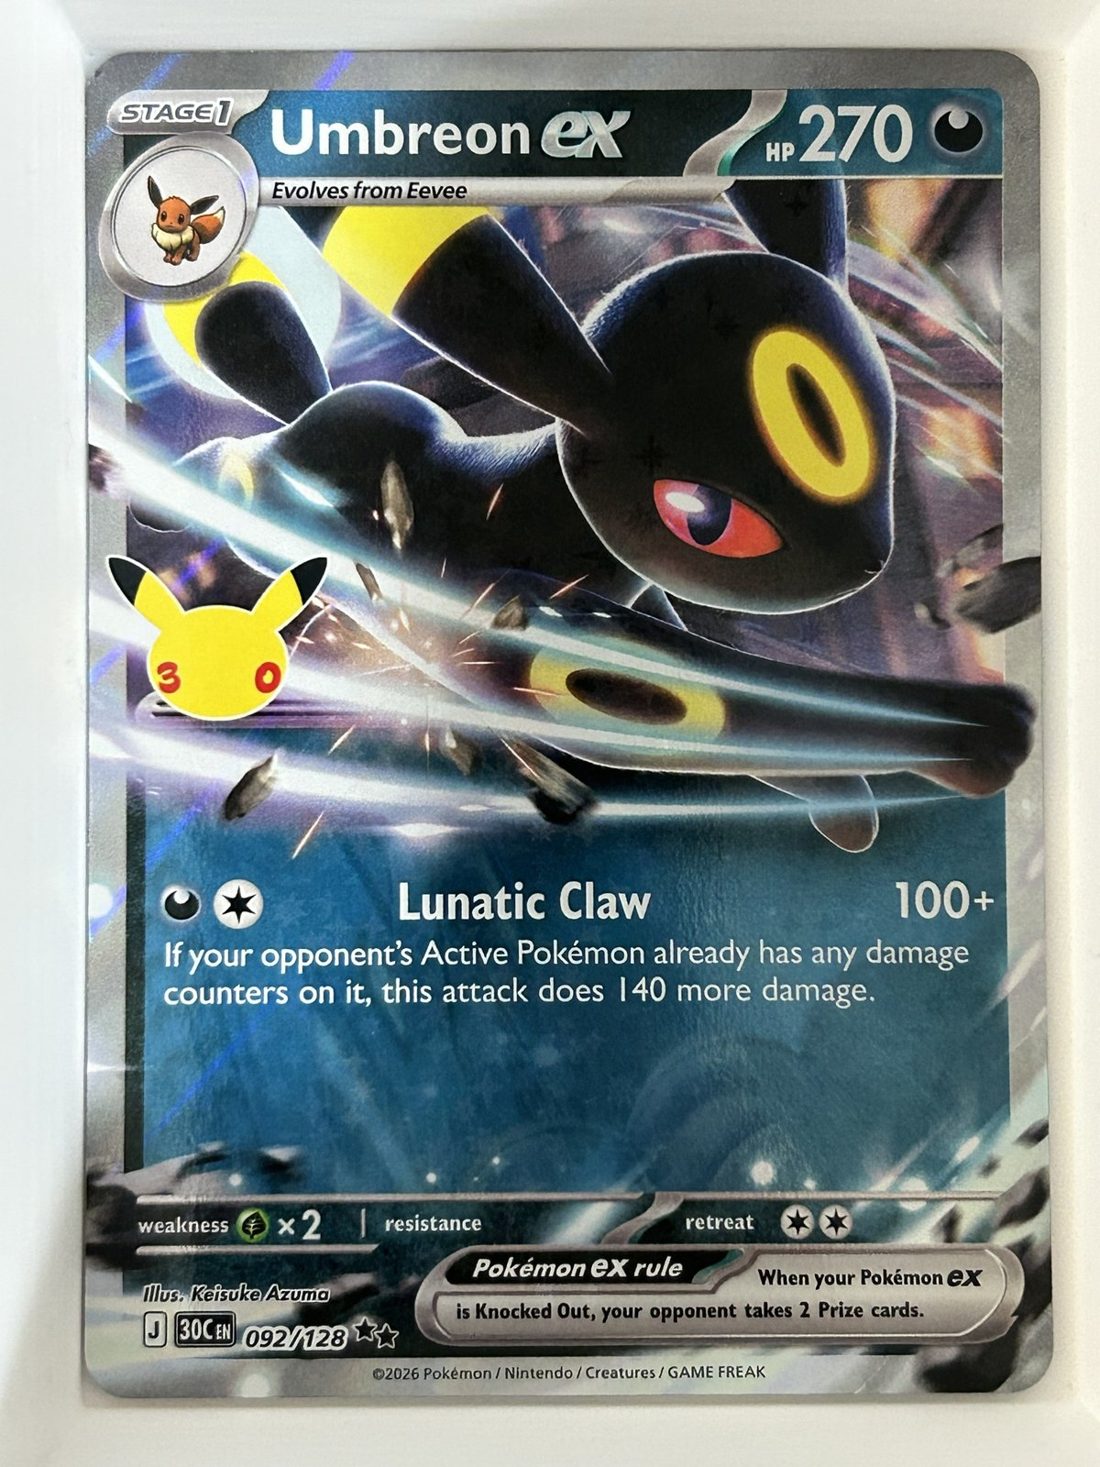 STAGE1
Umbreon ex
HP 270
Evolves from Eevee
30
Lunatic Claw 100+
If your opponent's Active Pokémon already has any damage
counters on it, this attack does 140 more damage.
weakness ×2 resistance retreat
Pokémon ex rule
When your Pokémon ex
is Knocked Out, your opponent takes 2 Prize cards.
Illus. Keisuke Azuma
J 30C EN 092/128
©2026 Pokémon / Nintendo / Creatures / GAME FREAK